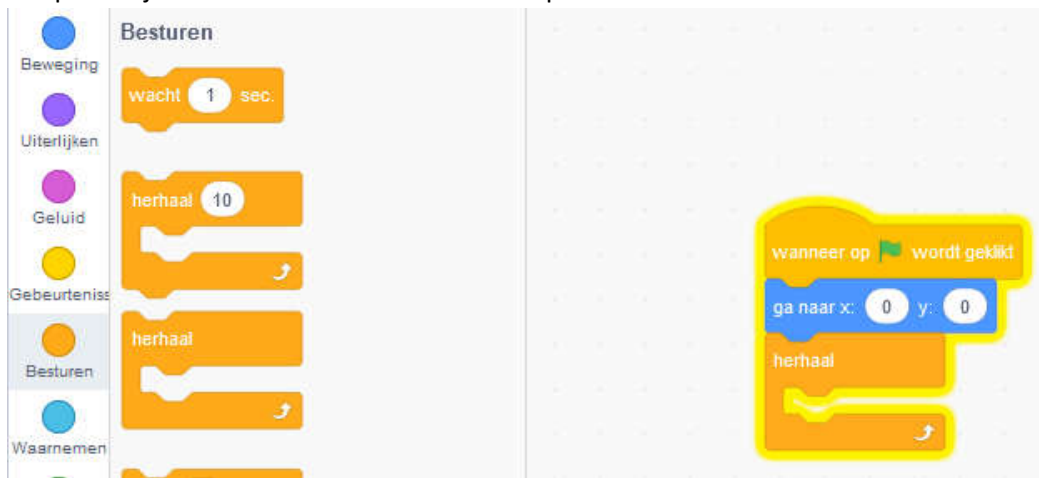 Besturen
Beweging
wacht 1 sec.
Uiterlijken
herhaal 10
Geluid
Gebeurteniss
herhaal
Besturen
Waarnemen
wanneer op wordt geklikt
ga naar x: 0 y: 0
herhaal